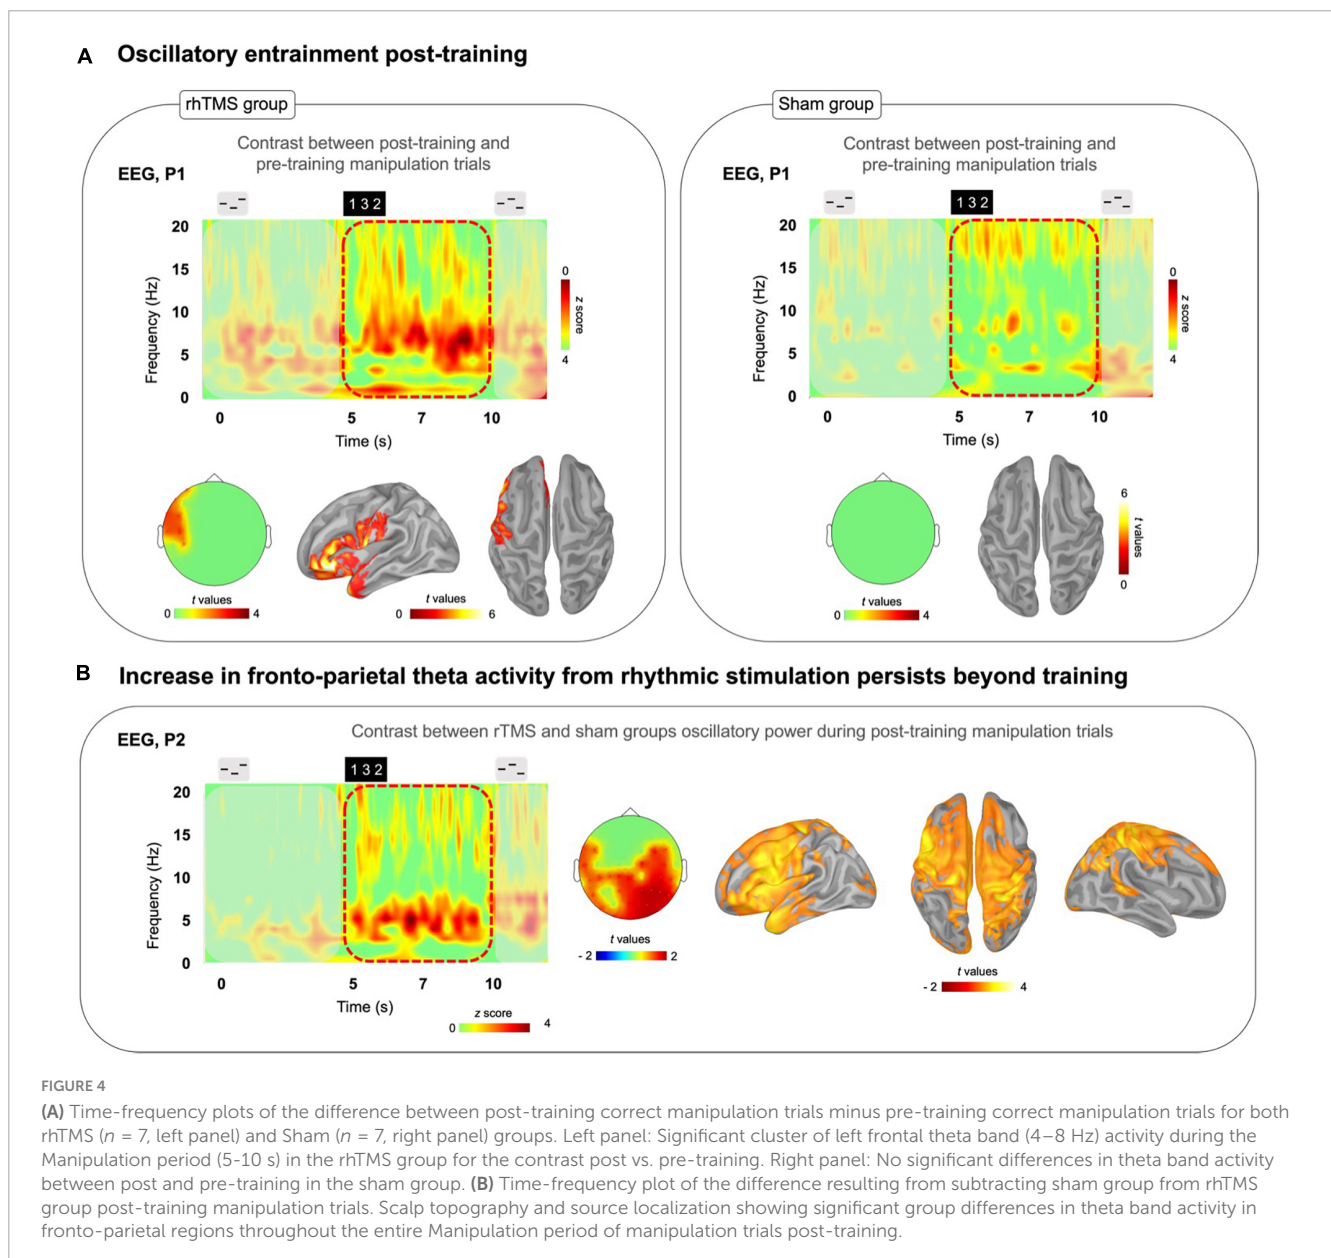 A Oscillatory entrainment post-training
rhTMS group
Contrast between post-training and
pre-training manipulation trials
EEG, P1
1 3 2
20
15
10
5
0
Frequency (Hz)
0 5 7 10
Time (s)
0
z score
4
t values
0 4
0 6
Sham group
Contrast between post-training and
pre-training manipulation trials
EEG, P1
1 3 2
20
15
10
5
0
Frequency (Hz)
0 5 7 10
Time (s)
0
z score
4
t values
0 4
6
t values
0
B Increase in fronto-parietal theta activity from rhythmic stimulation persists beyond training
Contrast between rTMS and sham groups oscillatory power during post-training manipulation trials
EEG, P2
1 3 2
20
15
10
5
0
Frequency (Hz)
0 5 7 10
Time (s)
z score
0 4
t values
- 2 2
t values
- 2 4
FIGURE 4
(A) Time-frequency plots of the difference between post-training correct manipulation trials minus pre-training correct manipulation trials for both
rhTMS (n = 7, left panel) and Sham (n = 7, right panel) groups. Left panel: Significant cluster of left frontal theta band (4–8 Hz) activity during the
Manipulation period (5-10 s) in the rhTMS group for the contrast post vs. pre-training. Right panel: No significant differences in theta band activity
between post and pre-training in the sham group. (B) Time-frequency plot of the difference resulting from subtracting sham group from rhTMS
group post-training manipulation trials. Scalp topography and source localization showing significant group differences in theta band activity in
fronto-parietal regions throughout the entire Manipulation period of manipulation trials post-training.